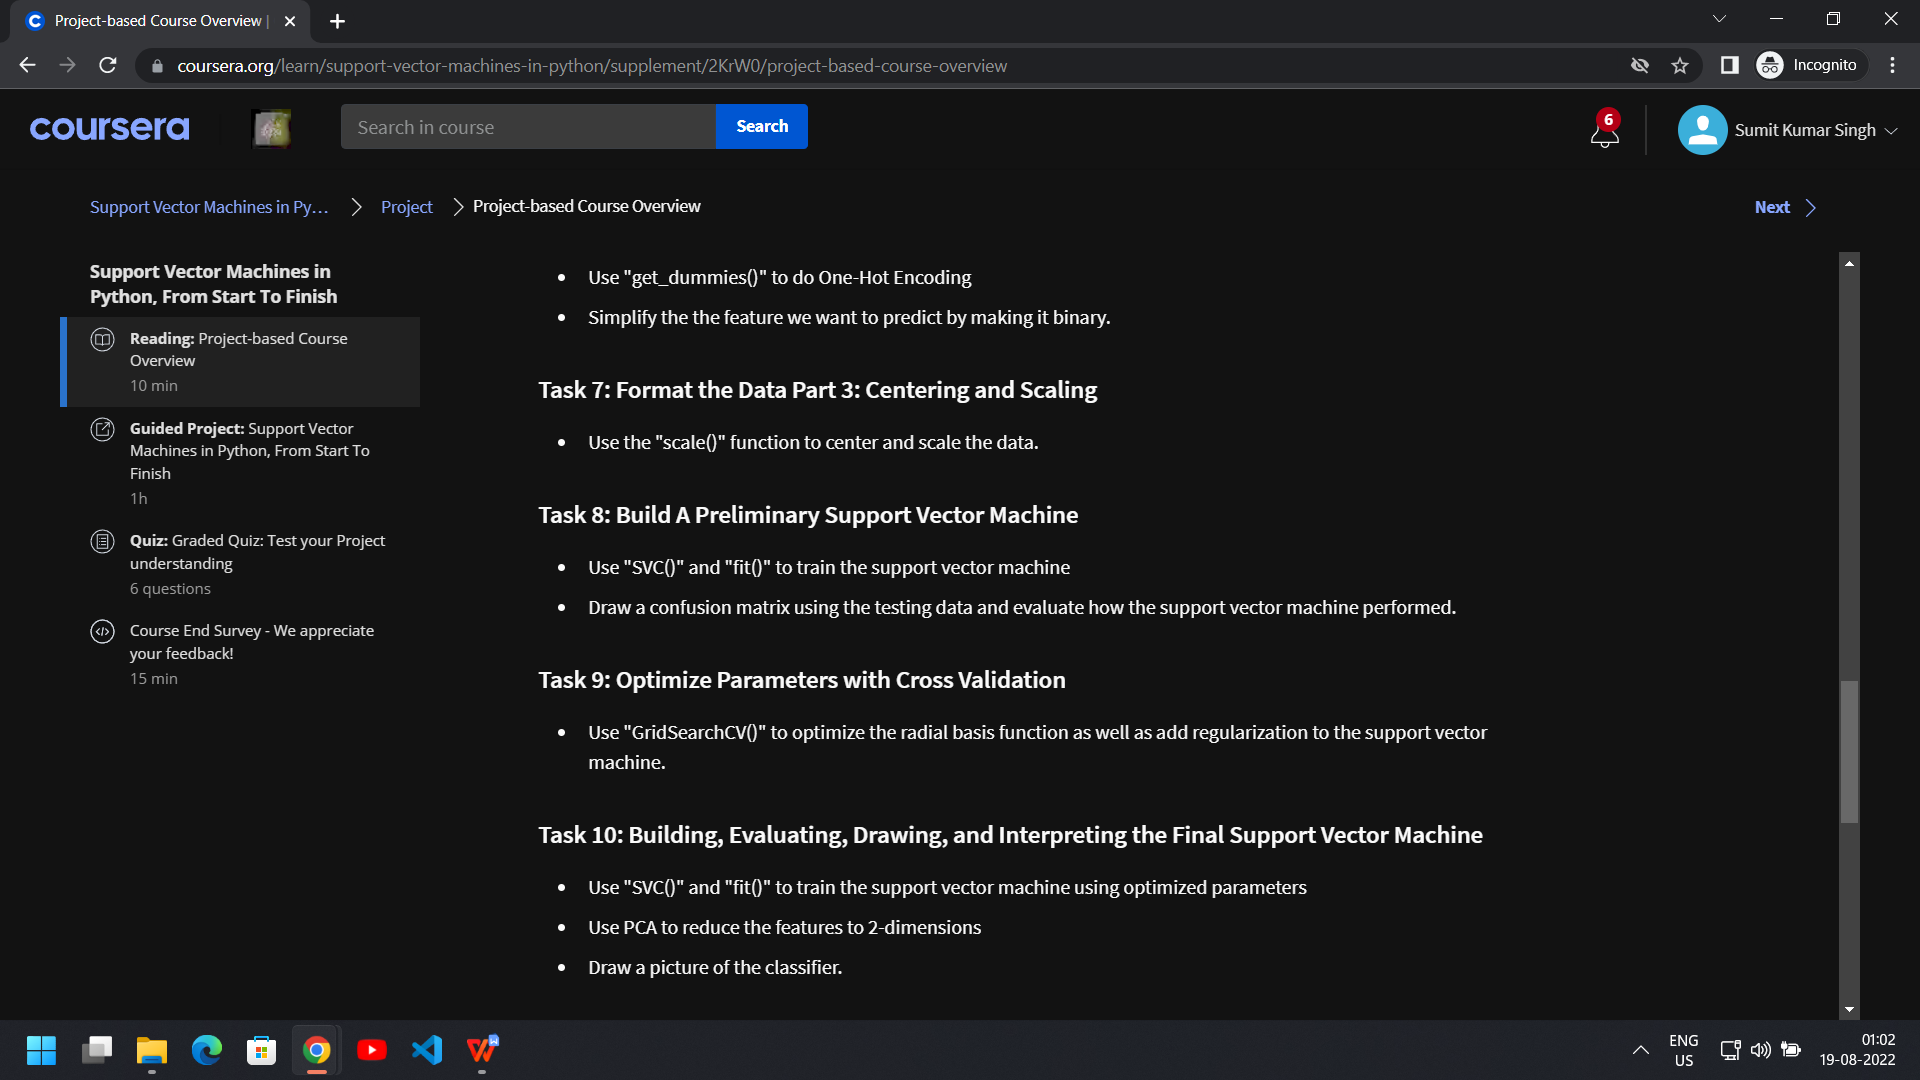 Project-based Course Overview |
coursera.org/learn/support-vector-machines-in-python/supplement/2KrW0/project-based-course-overview
Incognito
coursera
Search in course
Search
6
Sumit Kumar Singh
Support Vector Machines in Py...
Project
Project-based Course Overview
Next
Support Vector Machines in
Python, From Start To Finish
Reading: Project-based Course
Overview
10 min
Guided Project: Support Vector
Machines in Python, From Start To
Finish
1h
Quiz: Graded Quiz: Test your Project
understanding
6 questions
Course End Survey - We appreciate
your feedback!
15 min
• Use "get_dummies()" to do One-Hot Encoding
• Simplify the the feature we want to predict by making it binary.
Task 7: Format the Data Part 3: Centering and Scaling
• Use the "scale()" function to center and scale the data.
Task 8: Build A Preliminary Support Vector Machine
• Use "SVC()" and "fit()" to train the support vector machine
• Draw a confusion matrix using the testing data and evaluate how the support vector machine performed.
Task 9: Optimize Parameters with Cross Validation
• Use "GridSearchCV()" to optimize the radial basis function as well as add regularization to the support vector
machine.
Task 10: Building, Evaluating, Drawing, and Interpreting the Final Support Vector Machine
• Use "SVC()" and "fit()" to train the support vector machine using optimized parameters
• Use PCA to reduce the features to 2-dimensions
• Draw a picture of the classifier.
ENG
US
01:02
19-08-2022